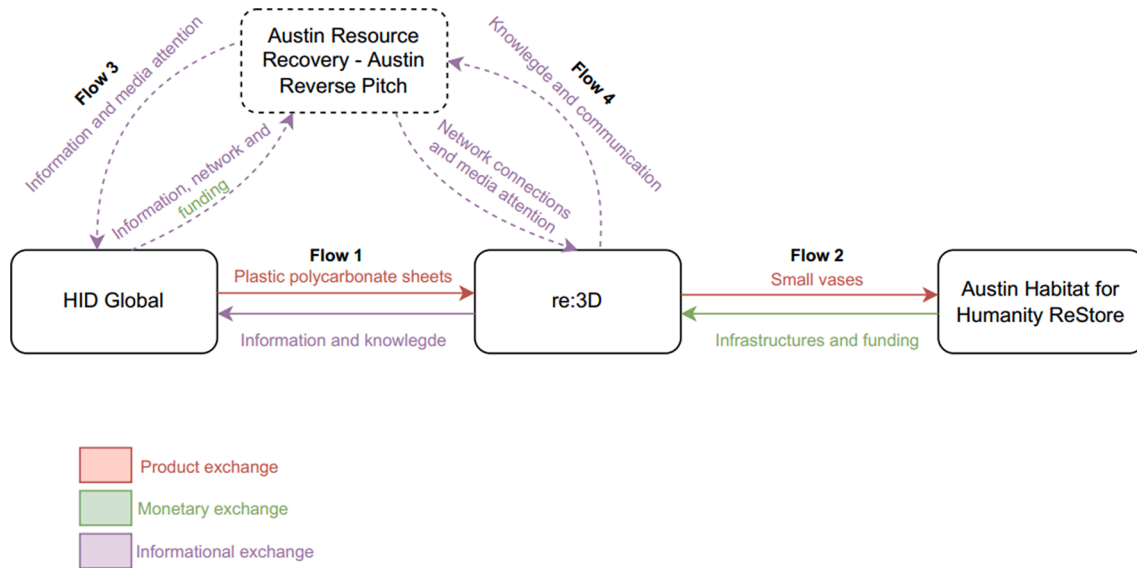 Austin Resource
Recovery - Austin
Reverse Pitch
Flow 3
Information and media attention
Information, network and
funding
Flow 4
Knowlegde and communication
Network connections
and media attention
HID Global
Flow 1
Plastic polycarbonate sheets
Information and knowlegde
re:3D
Flow 2
Small vases
Infrastructures and funding
Austin Habitat for
Humanity ReStore
Product exchange
Monetary exchange
Informational exchange